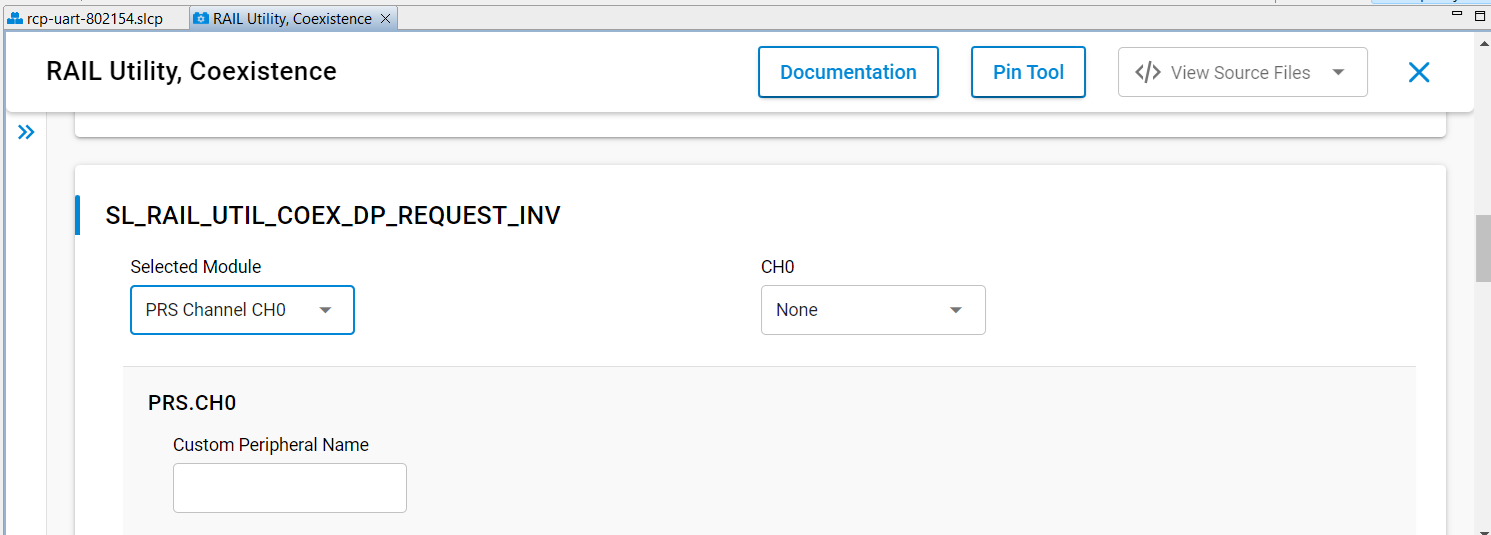 rcp-uart-802154.slcp
RAIL Utility, Coexistence
RAIL Utility, Coexistence
Documentation
Pin Tool
View Source Files
SL_RAIL_UTIL_COEX_DP_REQUEST_INV
Selected Module
CH0
PRS Channel CH0
None
PRS.CH0
Custom Peripheral Name